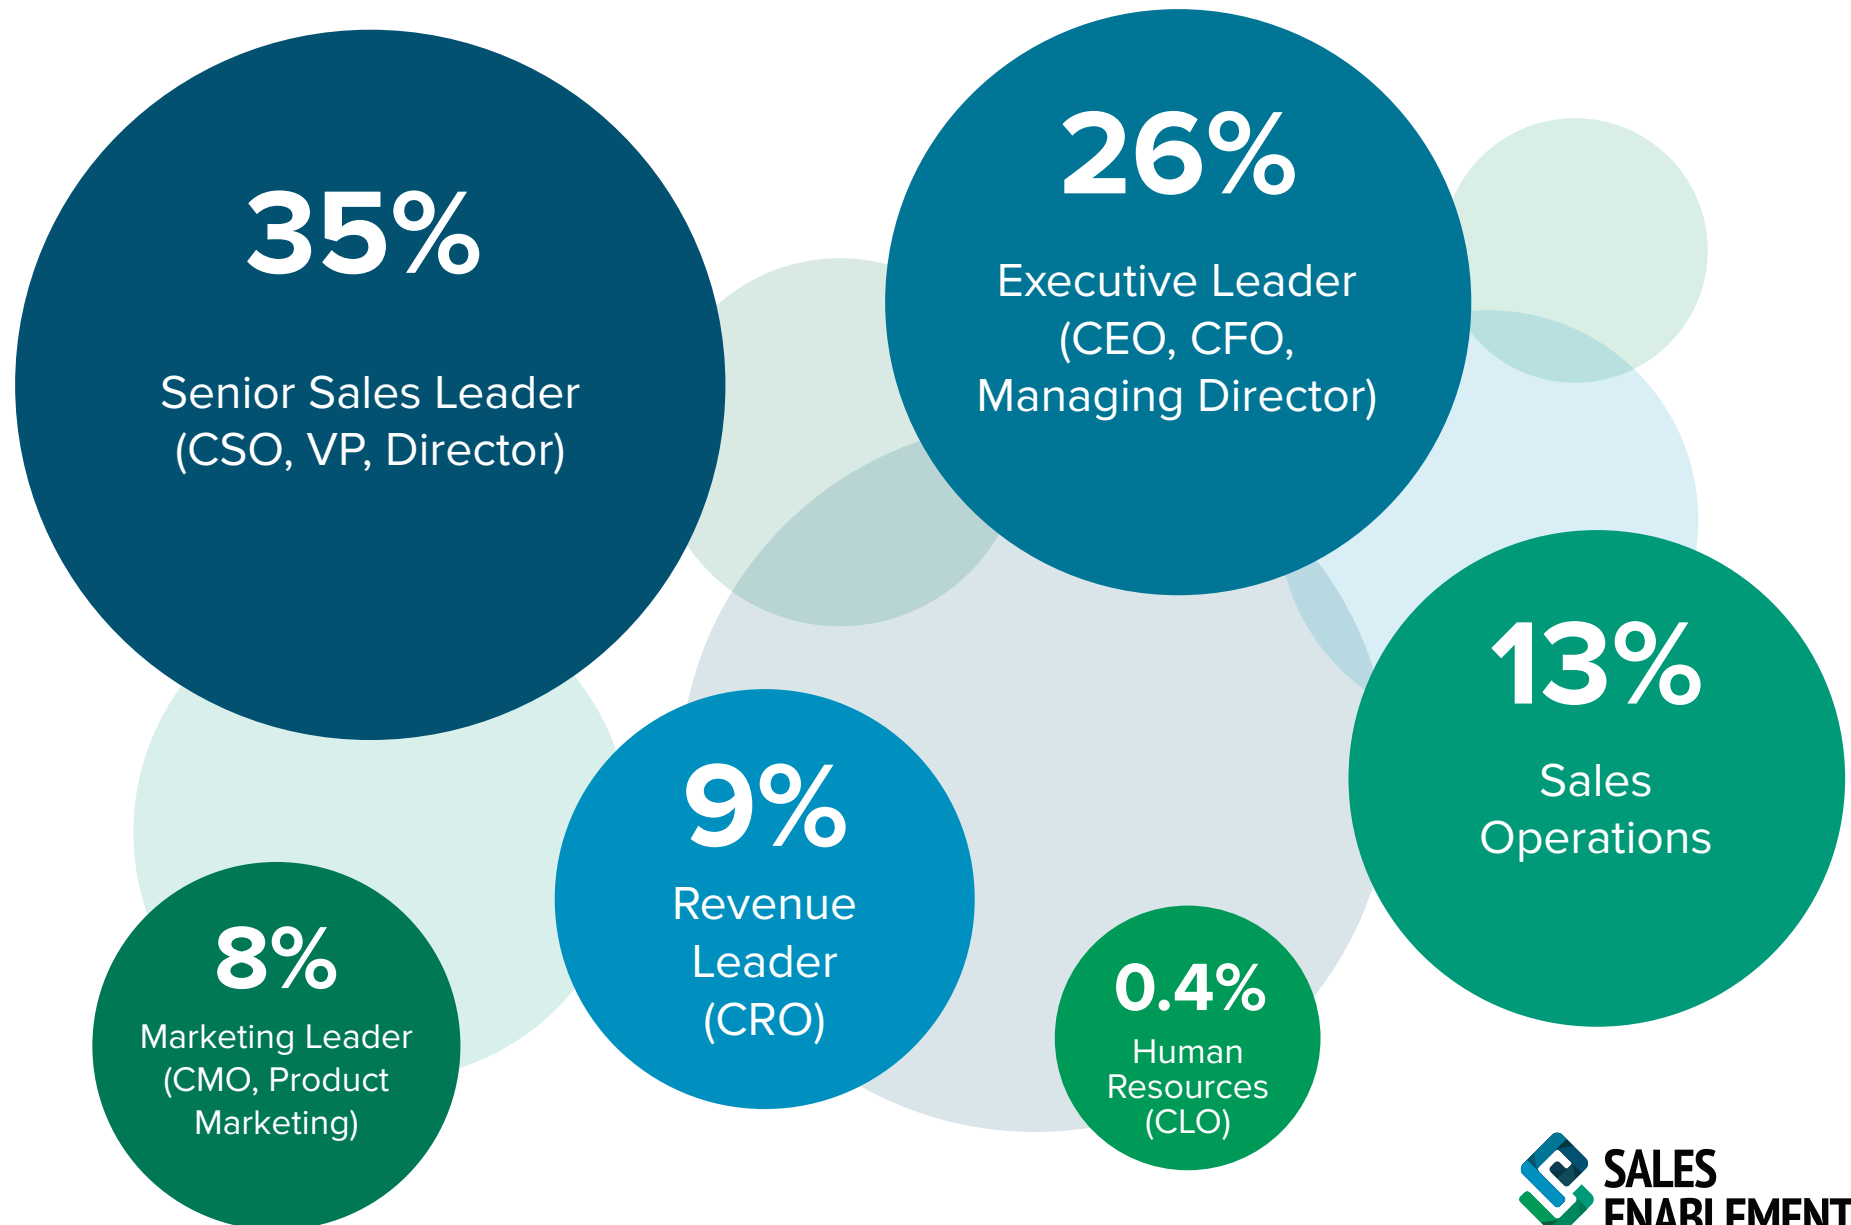 35%
Senior Sales Leader
(CSO, VP, Director)
26%
Executive Leader
(CEO, CFO,
Managing Director)
13%
Sales
Operations
9%
Revenue
Leader
(CRO)
8%
Marketing Leader
(CMO, Product
Marketing)
0.4%
Human
Resources
(CLO)
SALES
ENABLEMENT